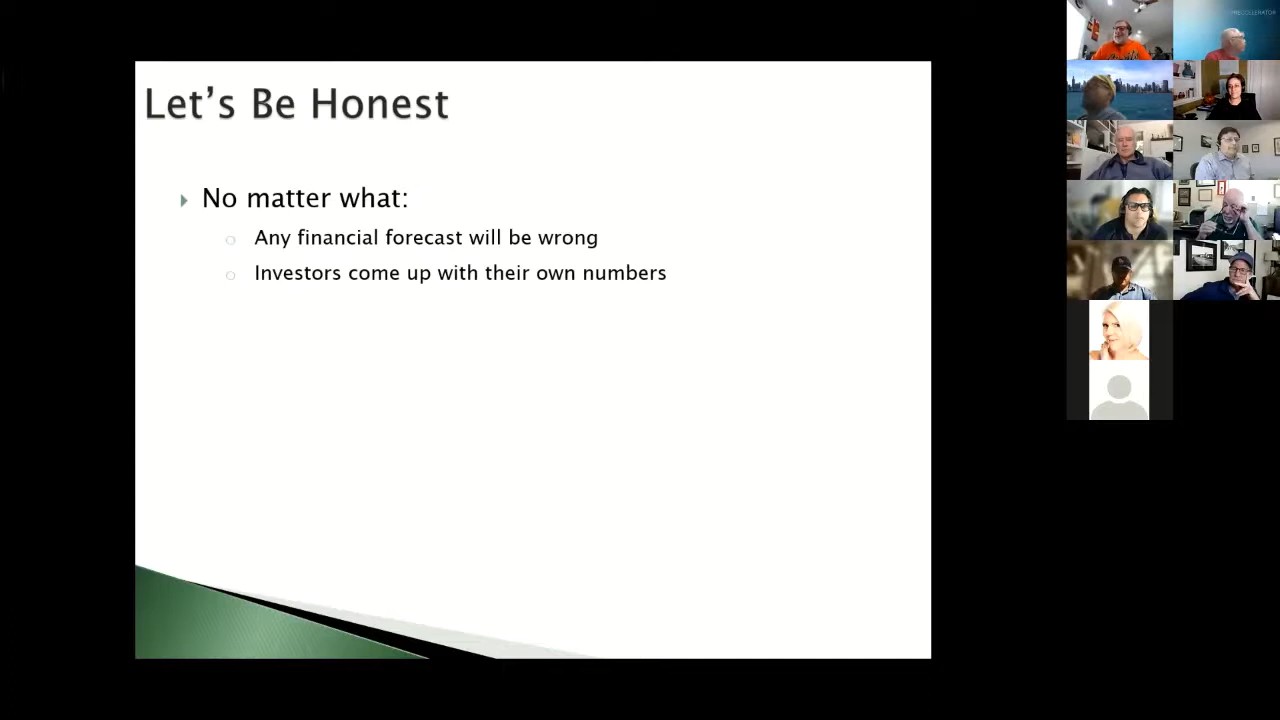 Let's Be Honest
No matter what:
Any financial forecast will be wrong
Investors come up with their own numbers